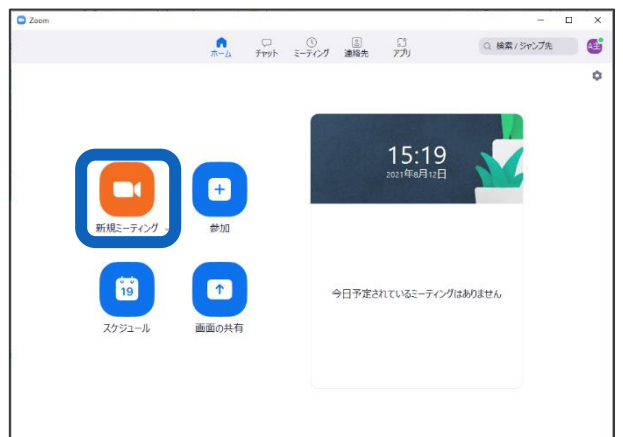 Zoom
ホーム チャット ミーティング 連絡先 アプリ
検索 / ジャンプ先
A主
15:19
2021年8月12日
新規ミーティング
参加
19
スケジュール
画面の共有
今日予定されているミーティングはありません